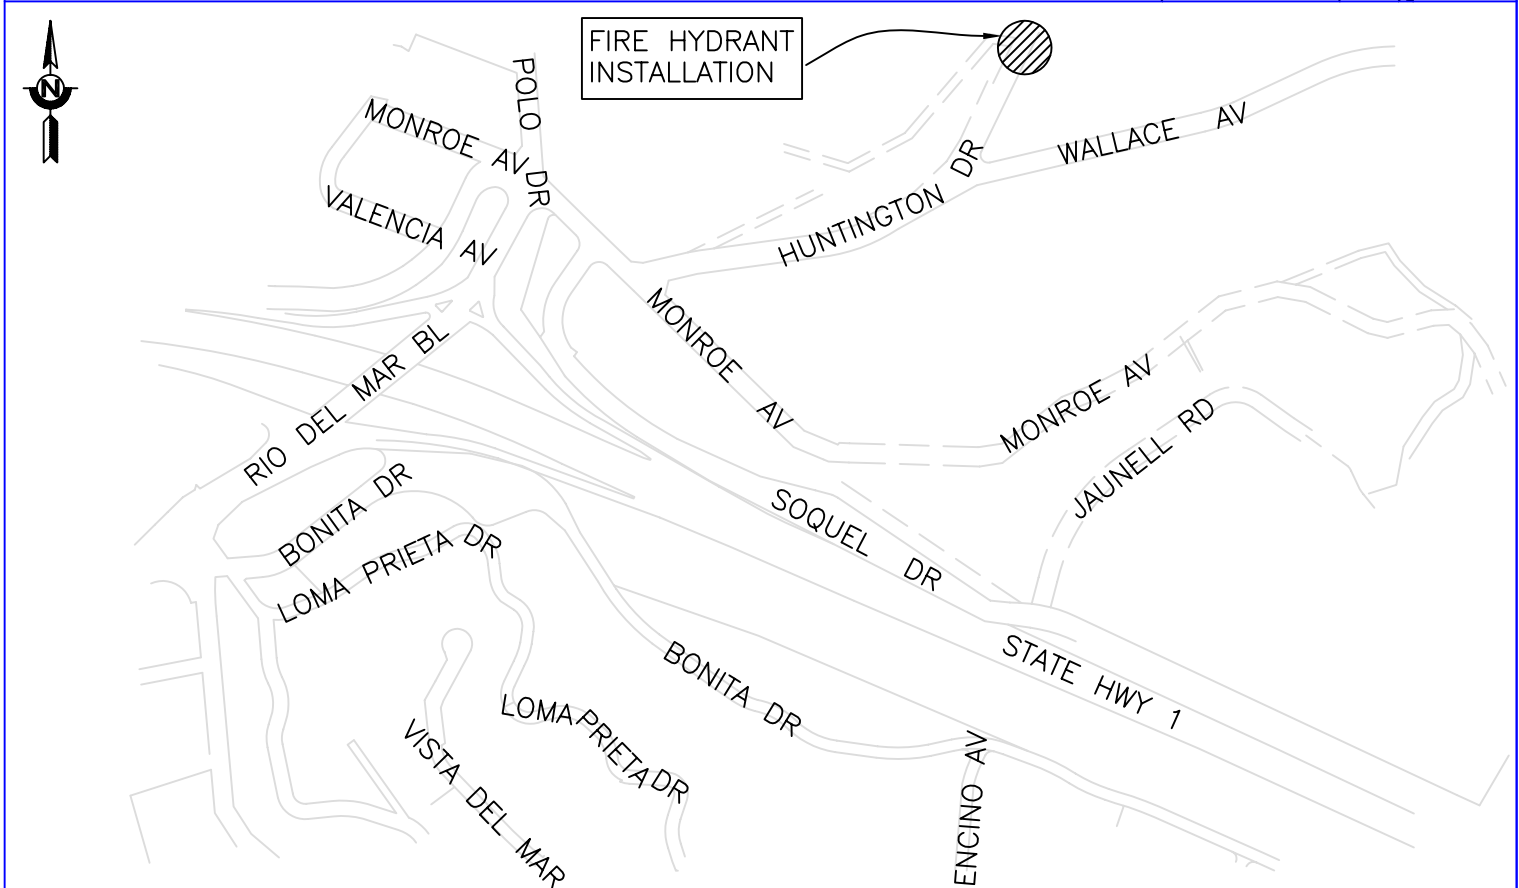 FIRE HYDRANT
INSTALLATION
N
POLO DR
MONROE AV
VALENCIA AV
WALLACE AV
HUNTINGTON DR
MONROE AV
MONROE AV
JAUNELL RD
RIO DEL MAR BL
BONITA DR
LOMA PRIETA DR
SOQUEL DR
STATE HWY 1
BONITA DR
LOMA PRIETA DR
VISTA DEL MAR
ENCINO AV